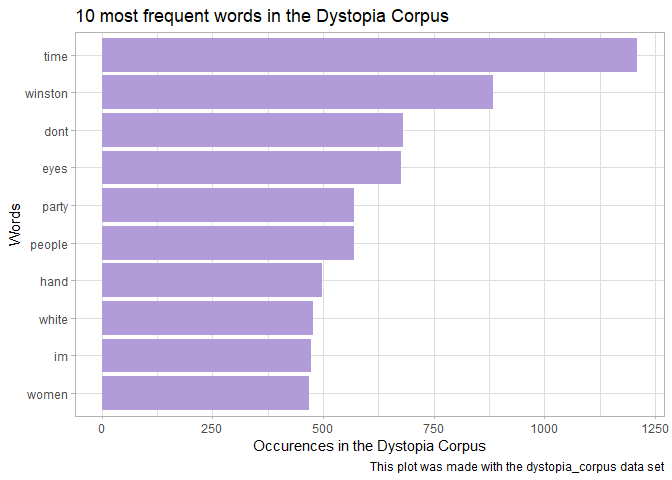 10 most frequent words in the Dystopia Corpus
time
winston
dont
eyes
party
people
hand
white
im
women
Words
0 250 500 750 1000 1250
Occurences in the Dystopia Corpus
This plot was made with the dystopia_corpus data set